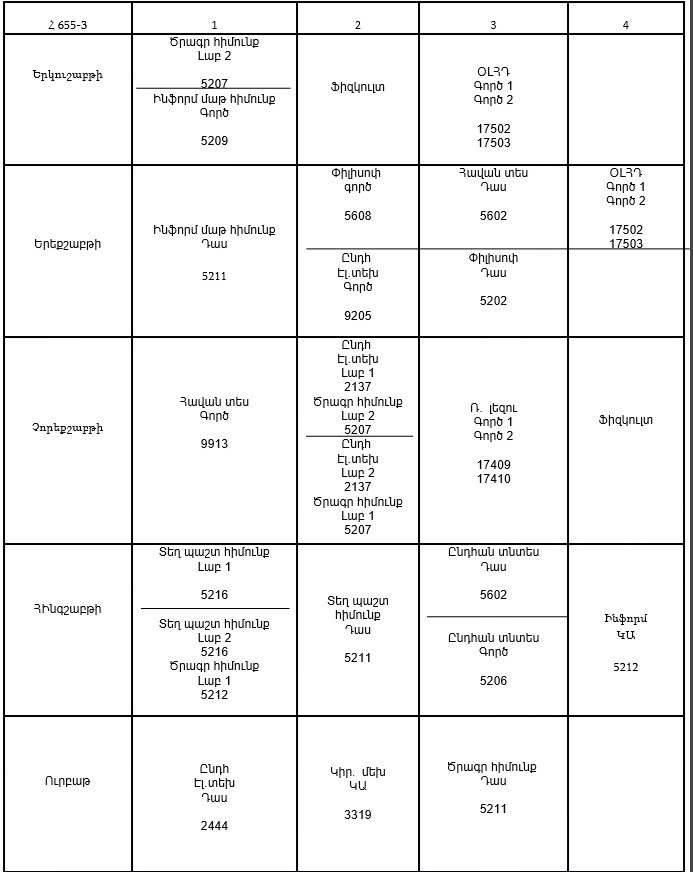 Հ 655-3
1
2
3
4
Երկուշաբթի
Ծրագր հիմունք
Լաբ 2
5207
Ինֆորմ մաթ հիմունք
Գործ
5209
Ֆիզկուլտ
ՕԼՀԴ
Գործ 1
Գործ 2
17502
17503
Երեքշաբթի
Ինֆորմ մաթ հիմունք
Դաս
5211
Փիլիսոփ
գործ
5608
Ընդհ
Էլ.տեխ
Գործ
9205
Հավան տես
Դաս
5602
Փիլիսոփ
Դաս
5202
ՕԼՀԴ
Գործ 1
Գործ 2
17502
17503
Չորեքշաբթի
Հավան տես
Գործ
9913
Ընդհ
Էլ.տեխ
Լաբ 1
2137
Ծրագր հիմունք
Լաբ 2
5207
Ընդհ
Էլ.տեխ
Լաբ 2
2137
Ծրագր հիմունք
Լաբ 1
5207
Ռ. լեզու
Գործ 1
Գործ 2
17409
17410
Ֆիզկուլտ
Հինգշաբթի
Տեղ պաշտ հիմունք
Լաբ 1
5216
Տեղ պաշտ հիմունք
Լաբ 2
5216
Ծրագր հիմունք
Լաբ 1
5212
Տեղ պաշտ
հիմունք
Դաս
5211
Ընդհան տնտես
Դաս
5602
Ընդհան տնտես
Գործ
5206
Ինֆորմ
ԿԱ
5212
Ուրբաթ
Ընդհ
Էլ.տեխ
Դաս
2444
Կիր. մեխ
ԿԱ
3319
Ծրագր հիմունք
Դաս
5211